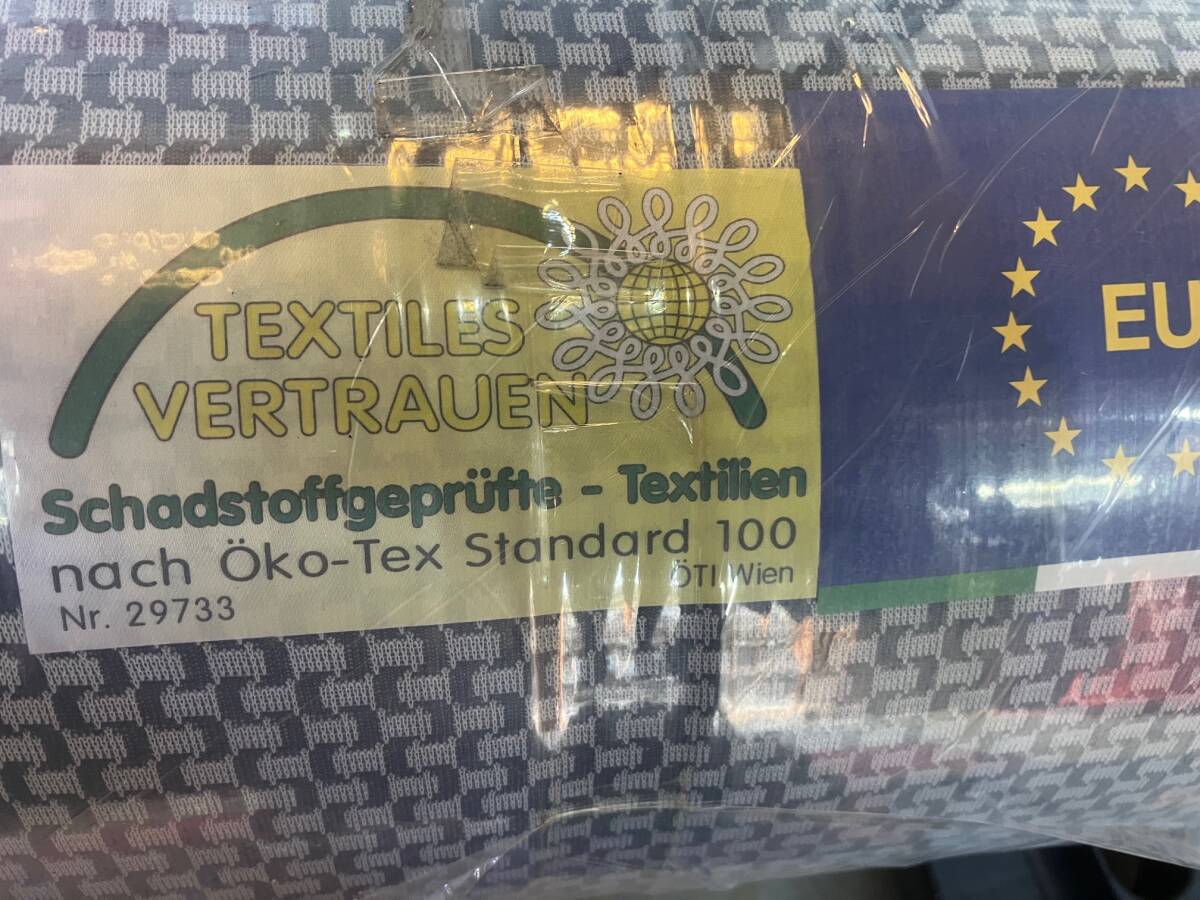 TEXTILES
VERTRAUEN
Schadstoffgeprüfte - Textilien
nach Öko-Tex Standard 100
ÖTI Wien
Nr. 29733
EU